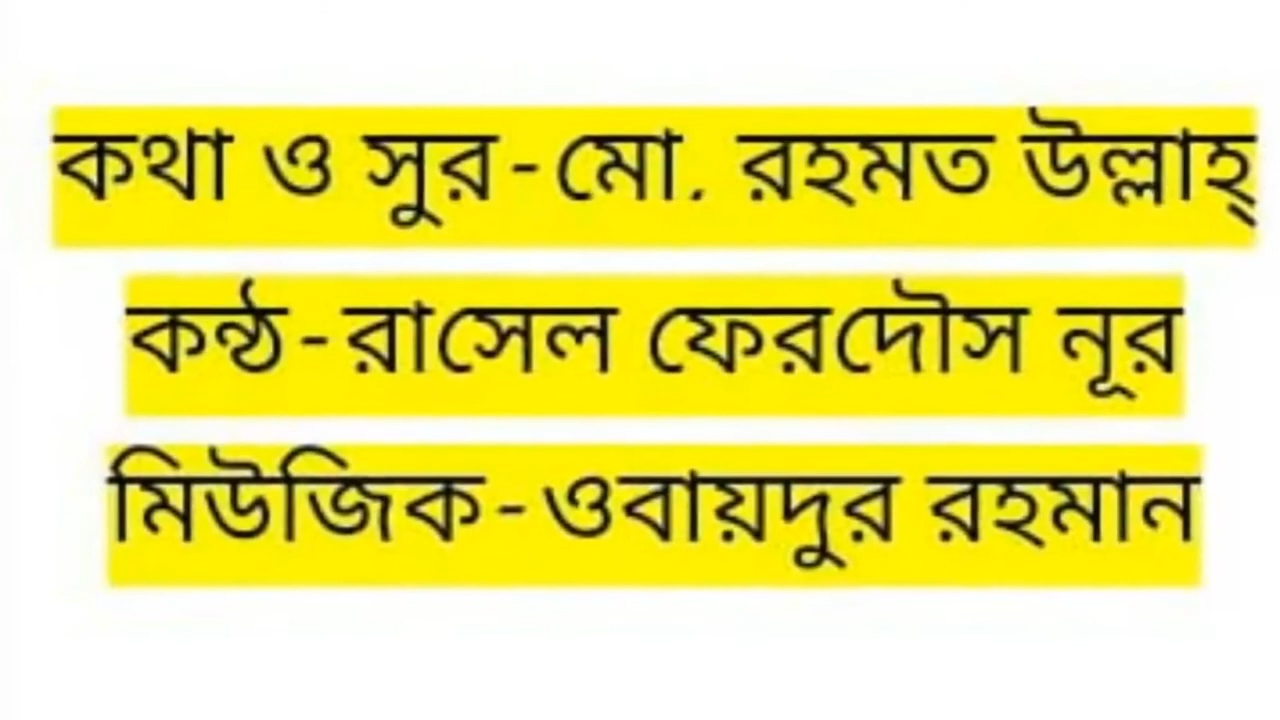 কথা ও সুর-মো. রহমত উল্লাহ্
কন্ঠ-রাসেল ফেরদৌস নূর
মিউজিক-ওবায়দুর রহমান